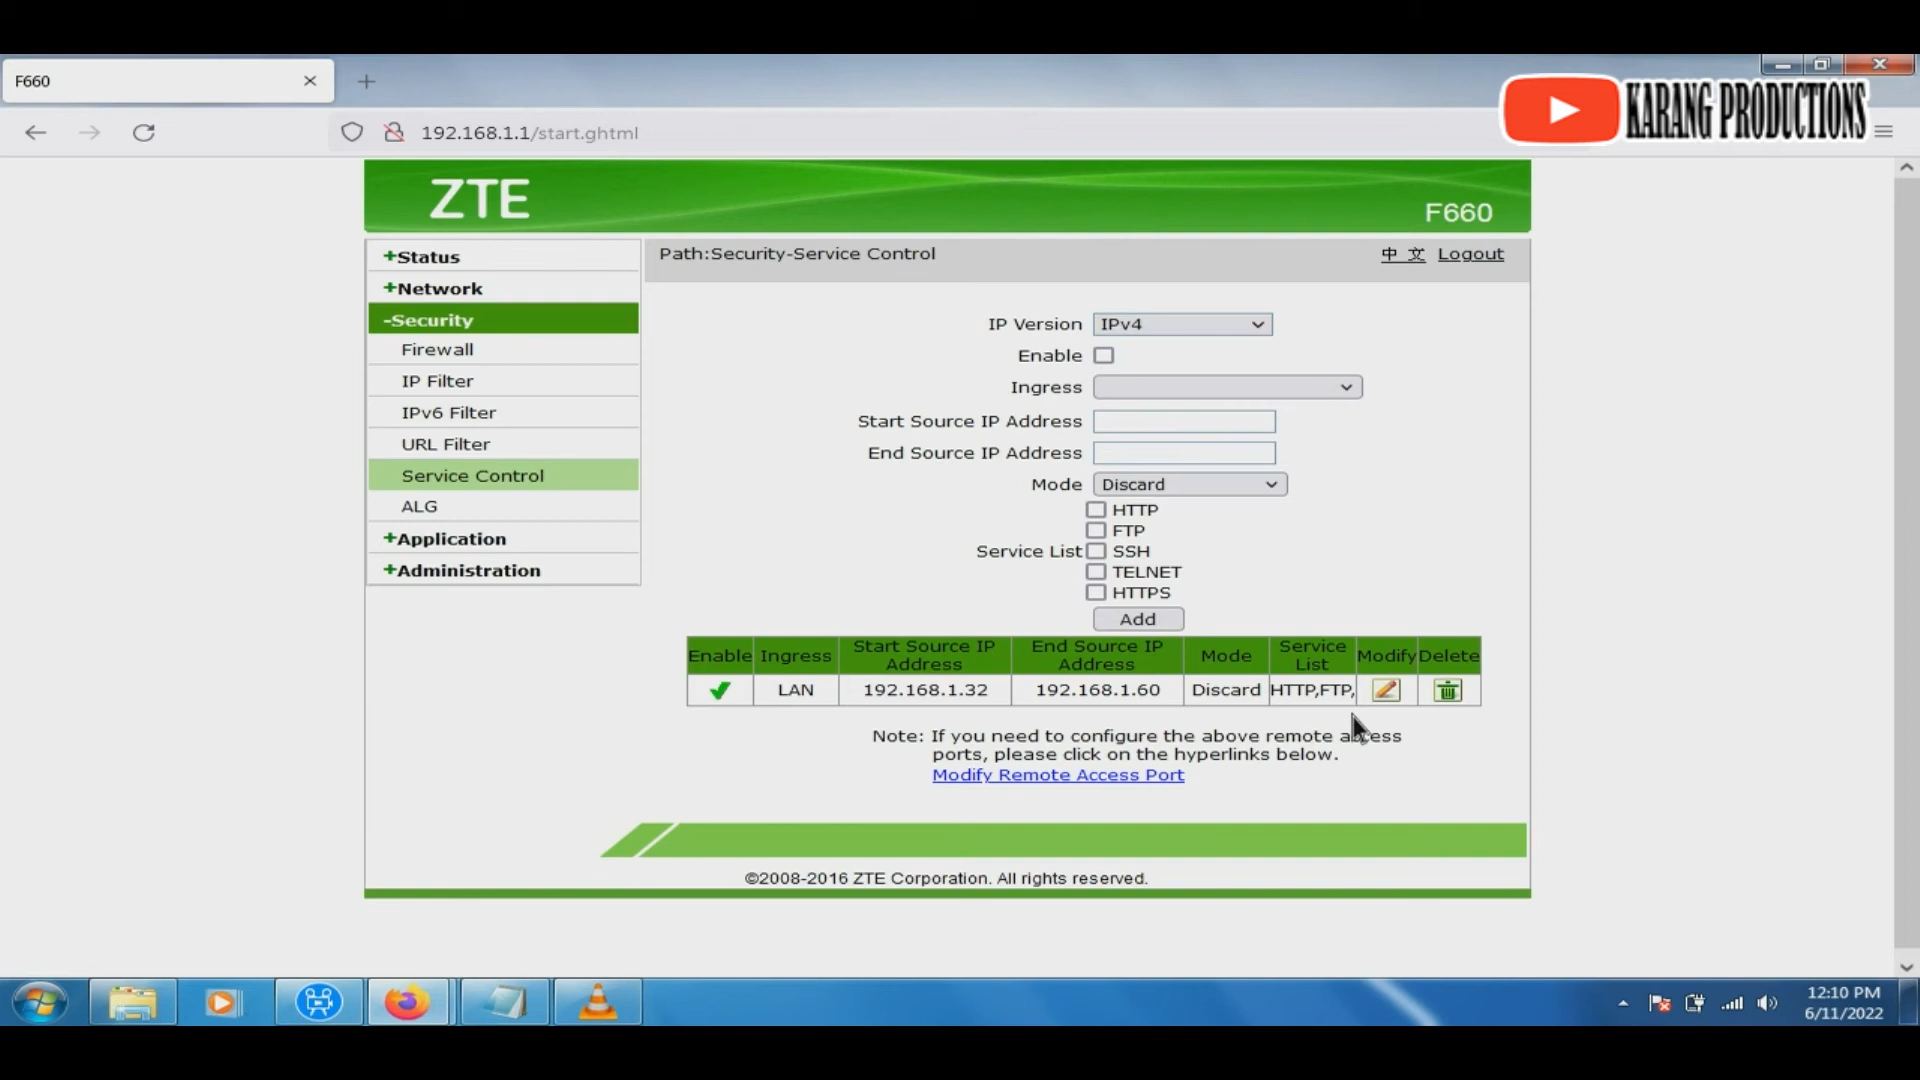 F660
KARANG PRODUCTIONS
192.168.1.1/start.ghtml
ZTE
F660
+Status
+Network
-Security
Firewall
IP Filter
IPv6 Filter
URL Filter
Service Control
ALG
+Application
+Administration
Path:Security-Service Control
中 文 Logout
IP Version IPv4
Enable
Ingress
Start Source IP Address
End Source IP Address
Mode Discard
HTTP
FTP
Service List SSH
TELNET
HTTPS
Add
Enable Ingress Start Source IP Address End Source IP Address Mode Service List Modify Delete
LAN 192.168.1.32 192.168.1.60 Discard HTTP,FTP,
Note: If you need to configure the above remote access
ports, please click on the hyperlinks below.
Modify Remote Access Port
©2008-2016 ZTE Corporation. All rights reserved.
12:10 PM
6/11/2022